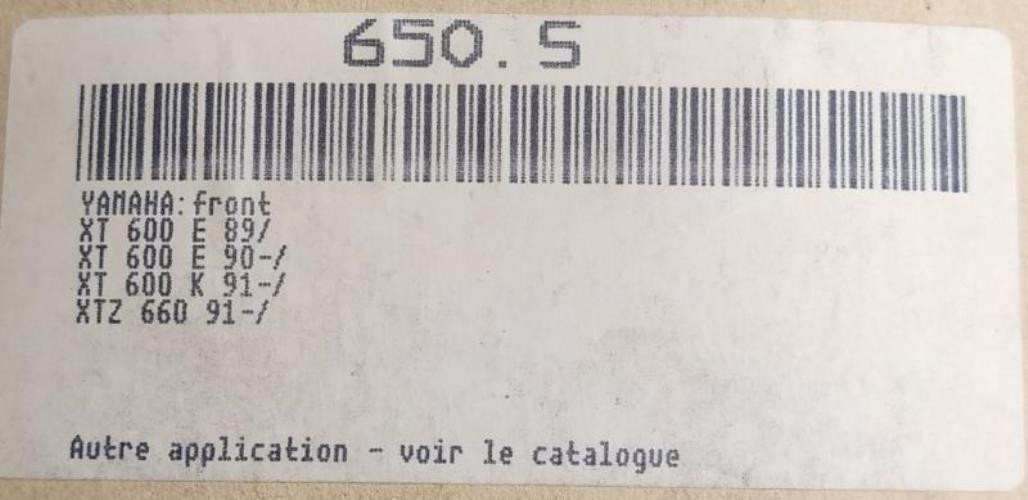 650.S
YAMAHA:front
XT 600 E 89/
XT 600 E 90-/
XT 600 K 91-/
XTZ 660 91-/
Autre application - voir le catalogue